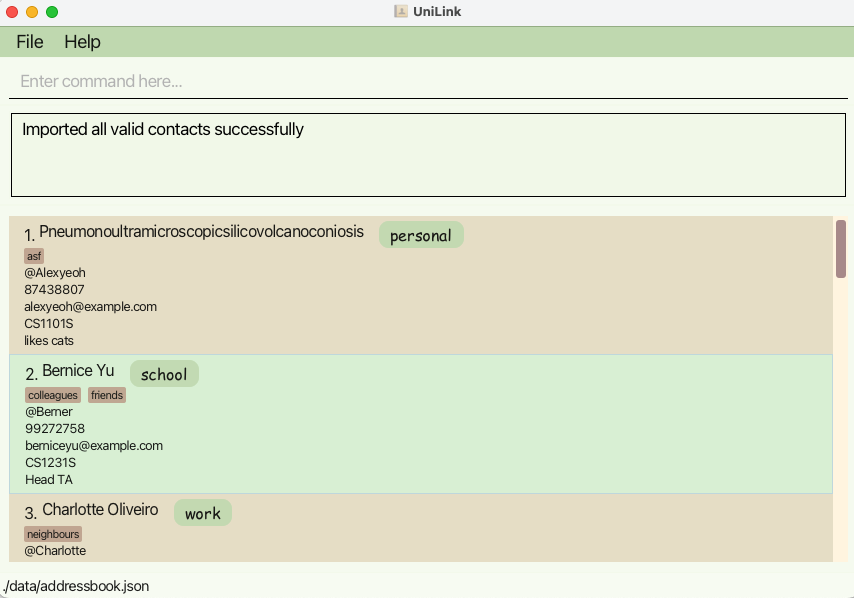 UniLink
File Help
Enter command here...
Imported all valid contacts successfully
1. Pneumonoultramicroscopicsilicovolcanoconiosis personal
asf
@Alexyeoh
87438807
alexyeoh@example.com
CS1101S
likes cats
2. Bernice Yu school
colleagues friends
@Berner
99272758
berniceyu@example.com
CS1231S
Head TA
3. Charlotte Oliveiro work
neighbours
@Charlotte
./data/addressbook.json